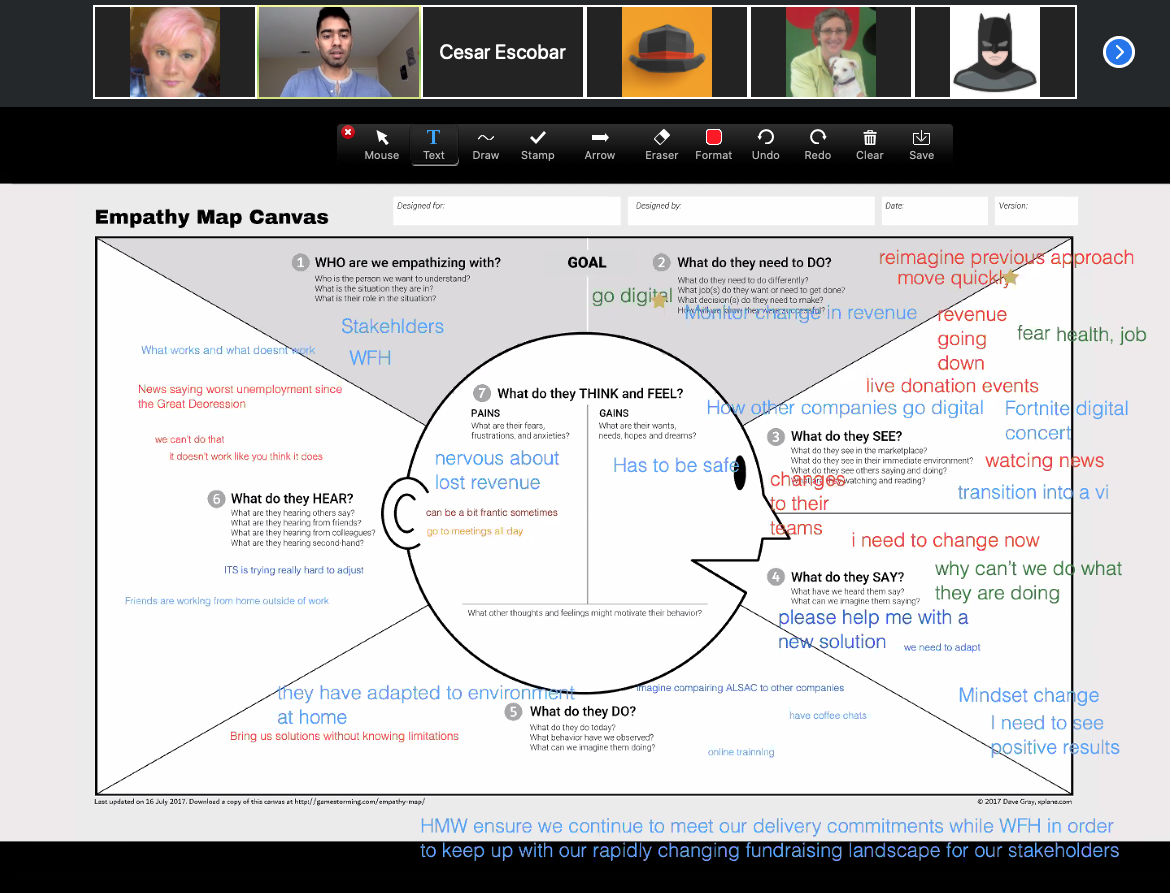 Cesar Escobar
Mouse
Text
Draw
Stamp
Arrow
Eraser
Format
Undo
Redo
Clear
Save
Empathy Map Canvas
Designed for:
Designed by:
Date:
Version:
1 WHO are we empathizing with?
Who is the person we want to understand?
What is the situation they are in?
What is their role in the situation?
Stakehlders
WFH
GOAL
go digital
2 What do they need to DO?
What do they need to do differently?
What job(s) do they want or need to get done?
What decision(s) do they need to make?
How will we know they were successful?
Monitor change in revenue
reimagine previous approach
move quickly
revenue
going
down
fear
health, job
live donation events
How other companies go digital
Fortnite digital
concert
3 What do they SEE?
What do they see in the marketplace?
What do they see in their immediate environment?
What do they see others saying and doing?
What are they watching and reading?
watcing news
changes
to their
teams
transition into a vi
i need to change now
why can't we do what
they are doing
4 What do they SAY?
What have we heard them say?
What can we imagine them saying?
please help me with a
new solution
we need to adapt
Mindset change
I need to see
positive results
What works and what doesnt work
News saying worst unemployment since
the Great Deoression
we can't do that
it doesn't work like you think it does
6 What do they HEAR?
What are they hearing others say?
What are they hearing from friends?
What are they hearing from colleagues?
What are they hearing second-hand?
ITS is trying really hard to adjust
Friends are working from home outside of work
7 What do they THINK and FEEL?
PAINS
What are their fears,
frustrations, and anxieties?
nervous about
lost revenue
can be a bit frantic sometimes
go to meetings all day
GAINS
What are their wants,
needs, hopes and dreams?
Has to be safe
What other thoughts and feelings might motivate their behavior?
they have adapted to environment
at home
Bring us solutions without knowing limitations
5 What do they DO?
What do they do today?
What behavior have we observed?
What can we imagine them doing?
imagine compairing ALSAC to other companies
have coffee chats
online trainning
Last updated on 16 July 2017. Download a copy of this canvas at http://gamestorming.com/empathy-map/
© 2017 Dave Gray, xplane.com
HMW ensure we continue to meet our delivery commitments while WFH in order
to keep up with our rapidly changing fundraising landscape for our stakeholders